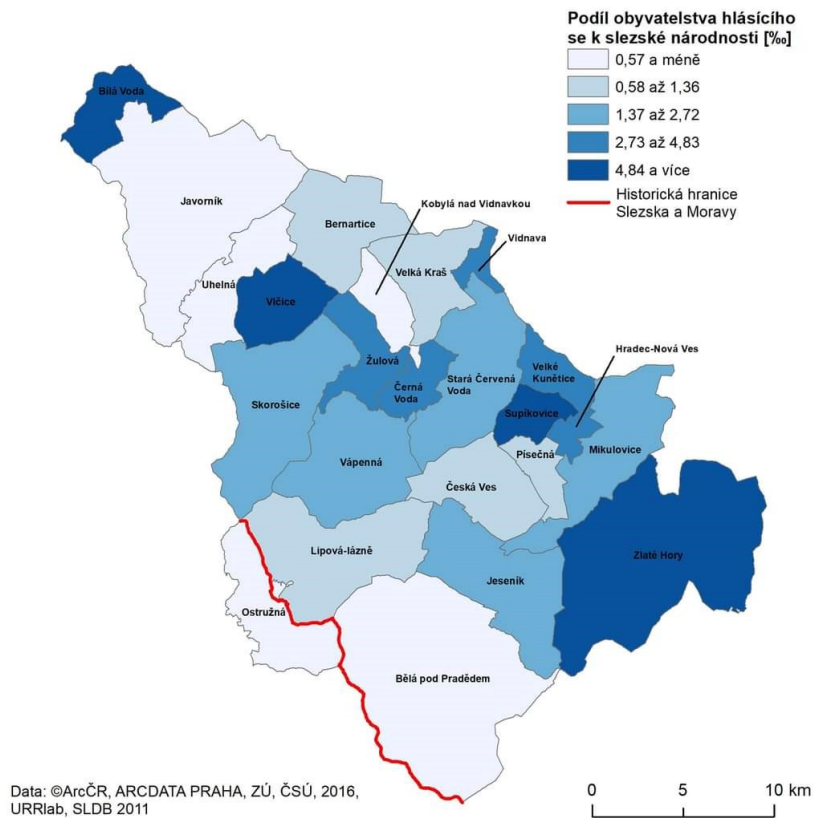 Podíl obyvatelstva hlásícího
se k slezské národnosti [‰]
0,57 a méně
0,58 až 1,36
1,37 až 2,72
2,73 až 4,83
4,84 a více
Historická hranice
Slezska a Moravy
Bílá Voda
Javorník
Bernartice
Kobylá nad Vidnavkou
Vidnava
Velká Kraš
Uhelná
Vlčice
Hradec-Nová Ves
Žulová
Velké
Kunětice
Stará Červená
Voda
Černá
Voda
Skorošice
Supíkovice
Mikulovice
Písečná
Vápenná
Česká Ves
Lipová-lázně
Zlaté Hory
Jeseník
Ostružná
Bělá pod Pradědem
Data: ©ArcČR, ARCDATA PRAHA, ZÚ, ČSÚ, 2016,
URRlab, SLDB 2011
0 5 10 km